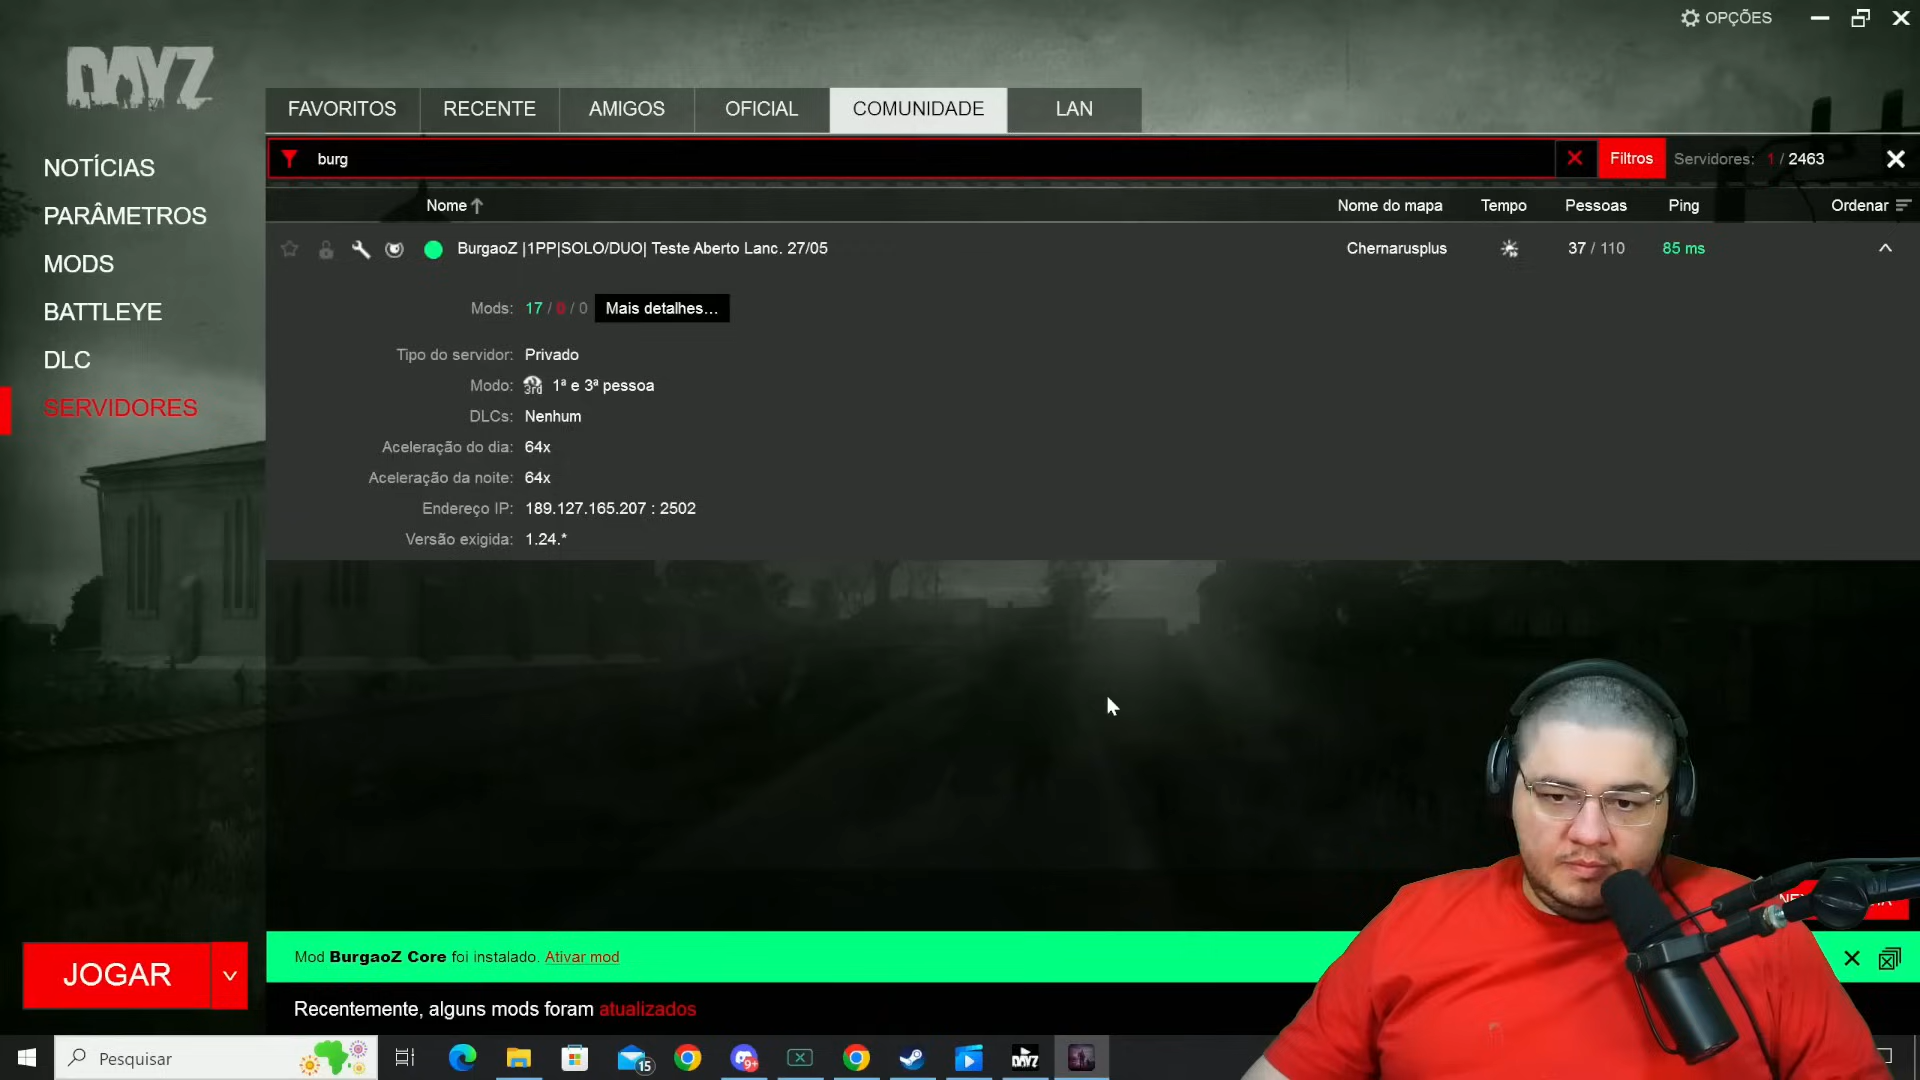 OPÇÕES
DAYZ
FAVORITOS
RECENTE
AMIGOS
OFICIAL
COMUNIDADE
LAN
burg
Filtros
Servidores: 1 / 2463
NOTÍCIAS
PARÂMETROS
MODS
BATTLEYE
DLC
SERVIDORES
Nome
Nome do mapa
Tempo
Pessoas
Ping
Ordenar
BurgaoZ |1PP|SOLO/DUO| Teste Aberto Lanc. 27/05
Chernarusplus
37 / 110
85 ms
Mods: 17 / 0 / 0 Mais detalhes...
Tipo do servidor: Privado
Modo: 3rd 1ª e 3ª pessoa
DLCs: Nenhum
Aceleração do dia: 64x
Aceleração da noite: 64x
Endereço IP: 189.127.165.207 : 2502
Versão exigida: 1.24.*
JOGAR
Mod BurgaoZ Core foi instalado. Ativar mod
Recentemente, alguns mods foram atualizados
Pesquisar
15
9+
DAYZ